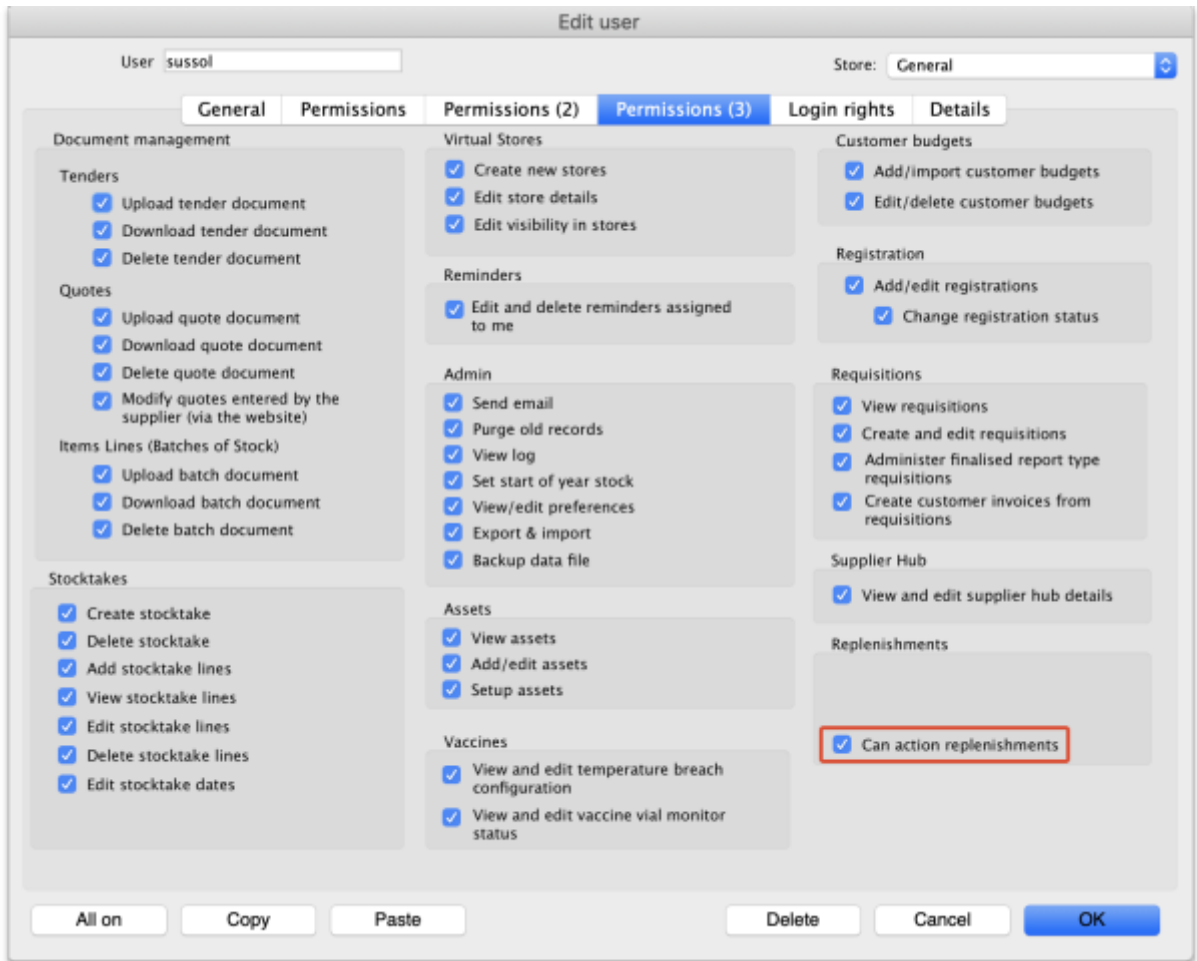 Edit user
User sussol
Store: General
General Permissions Permissions (2) Permissions (3) Login rights Details
Document management
Tenders
Upload tender document
Download tender document
Delete tender document
Quotes
Upload quote document
Download quote document
Delete quote document
Modify quotes entered by the
supplier (via the website)
Items Lines (Batches of Stock)
Upload batch document
Download batch document
Delete batch document
Stocktakes
Create stocktake
Delete stocktake
Add stocktake lines
View stocktake lines
Edit stocktake lines
Delete stocktake lines
Edit stocktake dates
Virtual Stores
Create new stores
Edit store details
Edit visibility in stores
Reminders
Edit and delete reminders assigned
to me
Admin
Send email
Purge old records
View log
Set start of year stock
View/edit preferences
Export & import
Backup data file
Assets
View assets
Add/edit assets
Setup assets
Vaccines
View and edit temperature breach
configuration
View and edit vaccine vial monitor
status
Customer budgets
Add/import customer budgets
Edit/delete customer budgets
Registration
Add/edit registrations
Change registration status
Requisitions
View requisitions
Create and edit requisitions
Administer finalised report type
requisitions
Create customer invoices from
requisitions
Supplier Hub
View and edit supplier hub details
Replenishments
Can action replenishments
All on Copy Paste Delete Cancel OK